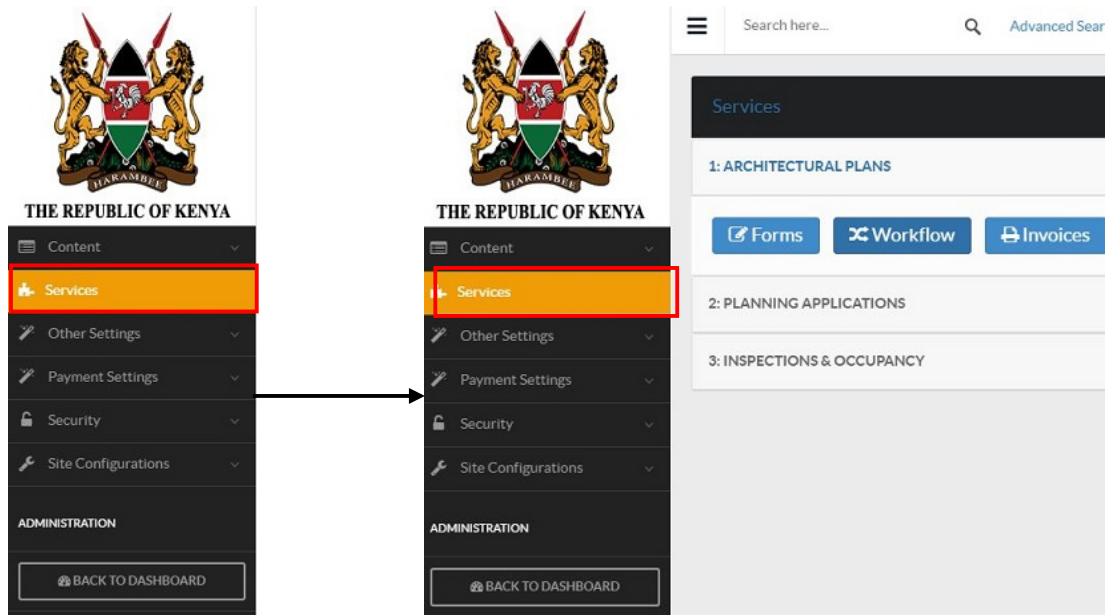 HARAMBEE
THE REPUBLIC OF KENYA
Content
Services
Other Settings
Payment Settings
Security
Site Configurations
ADMINISTRATION
BACK TO DASHBOARD
HARAMBEE
THE REPUBLIC OF KENYA
Content
Services
Other Settings
Payment Settings
Security
Site Configurations
ADMINISTRATION
BACK TO DASHBOARD
Search here... Advanced Sear
Services
1: ARCHITECTURAL PLANS
Forms Workflow Invoices
2: PLANNING APPLICATIONS
3: INSPECTIONS & OCCUPANCY